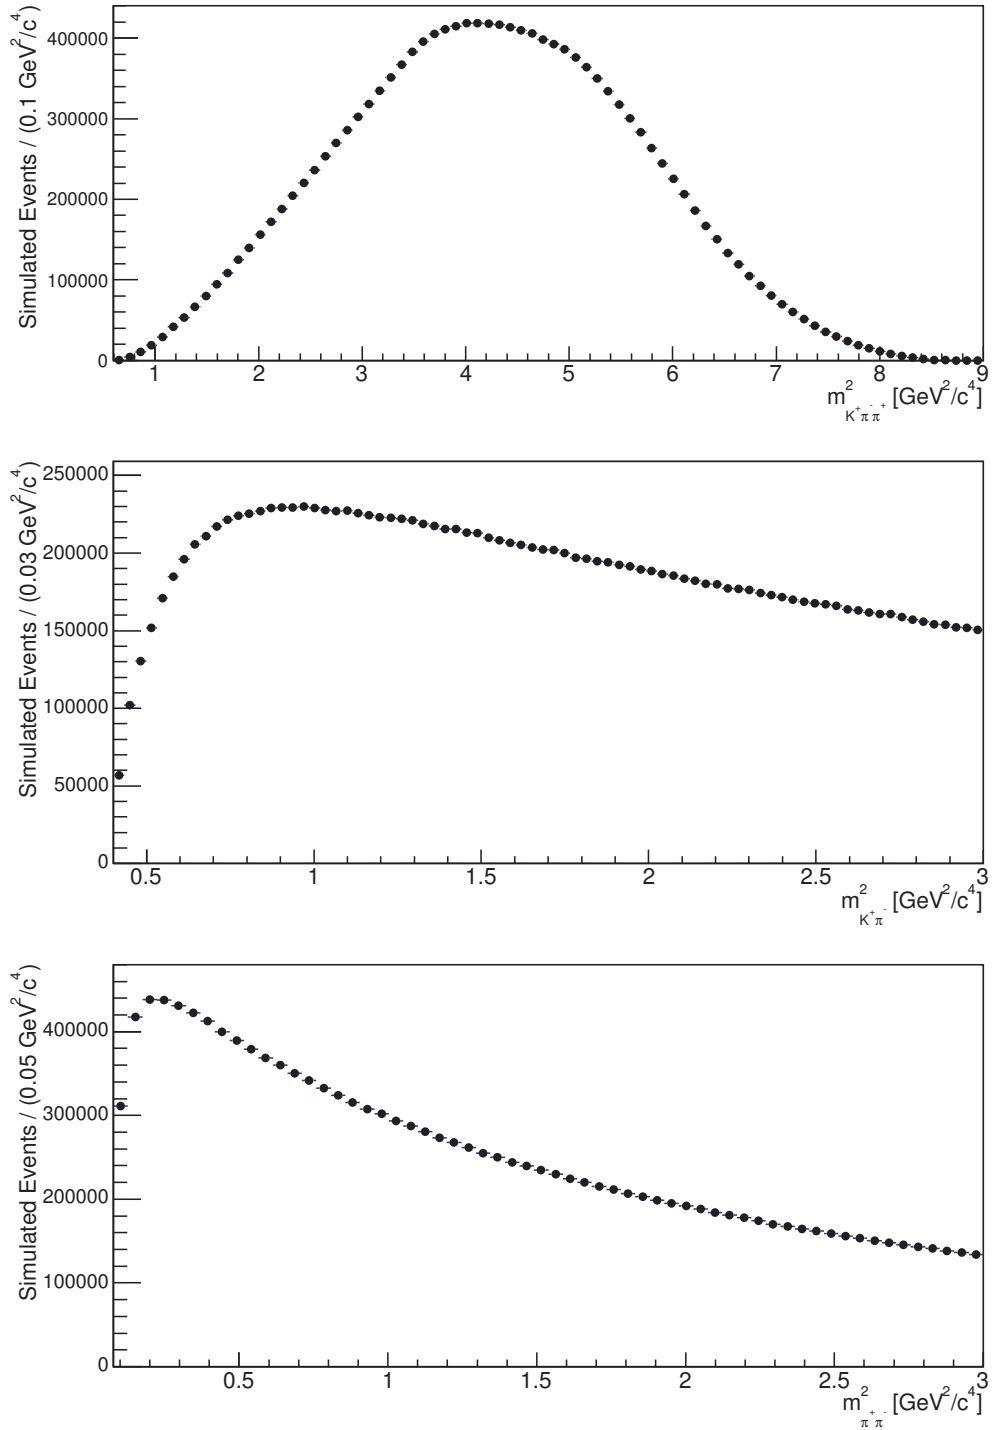 Simulated Events / (0.1 GeV²/c⁴)
400000
300000
200000
100000
0
1 2 3 4 5 6 7 8 9
m²K⁺π⁻π⁺ [GeV²/c⁴]
Simulated Events / (0.03 GeV²/c⁴)
250000
200000
150000
100000
50000
0
0.5 1 1.5 2 2.5 3
m²K⁺π⁻ [GeV²/c⁴]
Simulated Events / (0.05 GeV²/c⁴)
400000
300000
200000
100000
0
0.5 1 1.5 2 2.5 3
m²π⁺π⁻ [GeV²/c⁴]